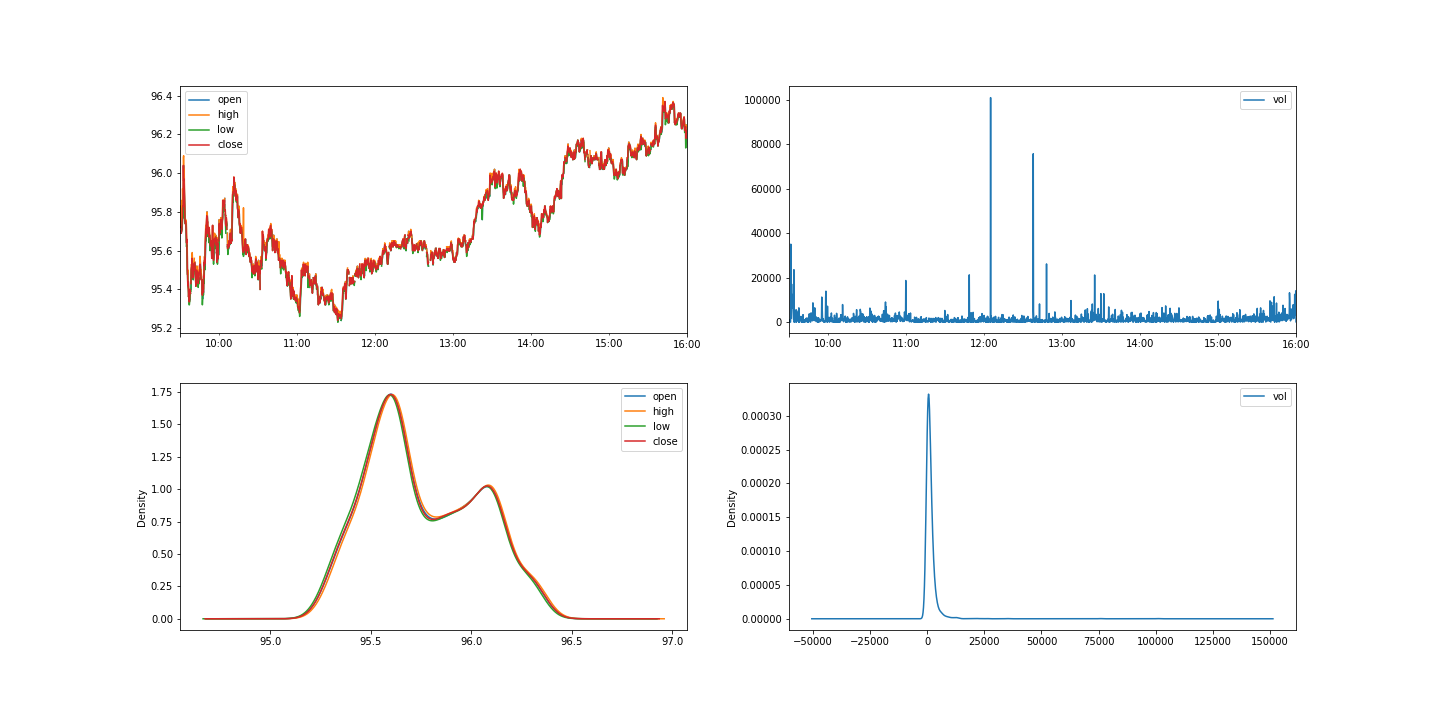 96.4
96.2
96.0
95.8
95.6
95.4
95.2
open
high
low
close
10:00 11:00 12:00 13:00 14:00 15:00 16:00
100000
80000
60000
40000
20000
0
vol
10:00 11:00 12:00 13:00 14:00 15:00 16:00
Density
1.75
1.50
1.25
1.00
0.75
0.50
0.25
0.00
open
high
low
close
95.0 95.5 96.0 96.5 97.0
Density
0.00030
0.00025
0.00020
0.00015
0.00010
0.00005
0.00000
vol
−50000 −25000 0 25000 50000 75000 100000 125000 150000